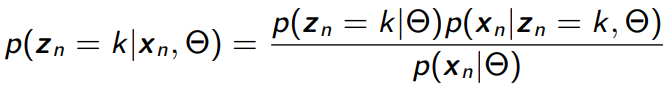 p(zₙ = k|xₙ, Θ) = p(zₙ = k|Θ)p(xₙ|zₙ = k, Θ)
p(xₙ|Θ)